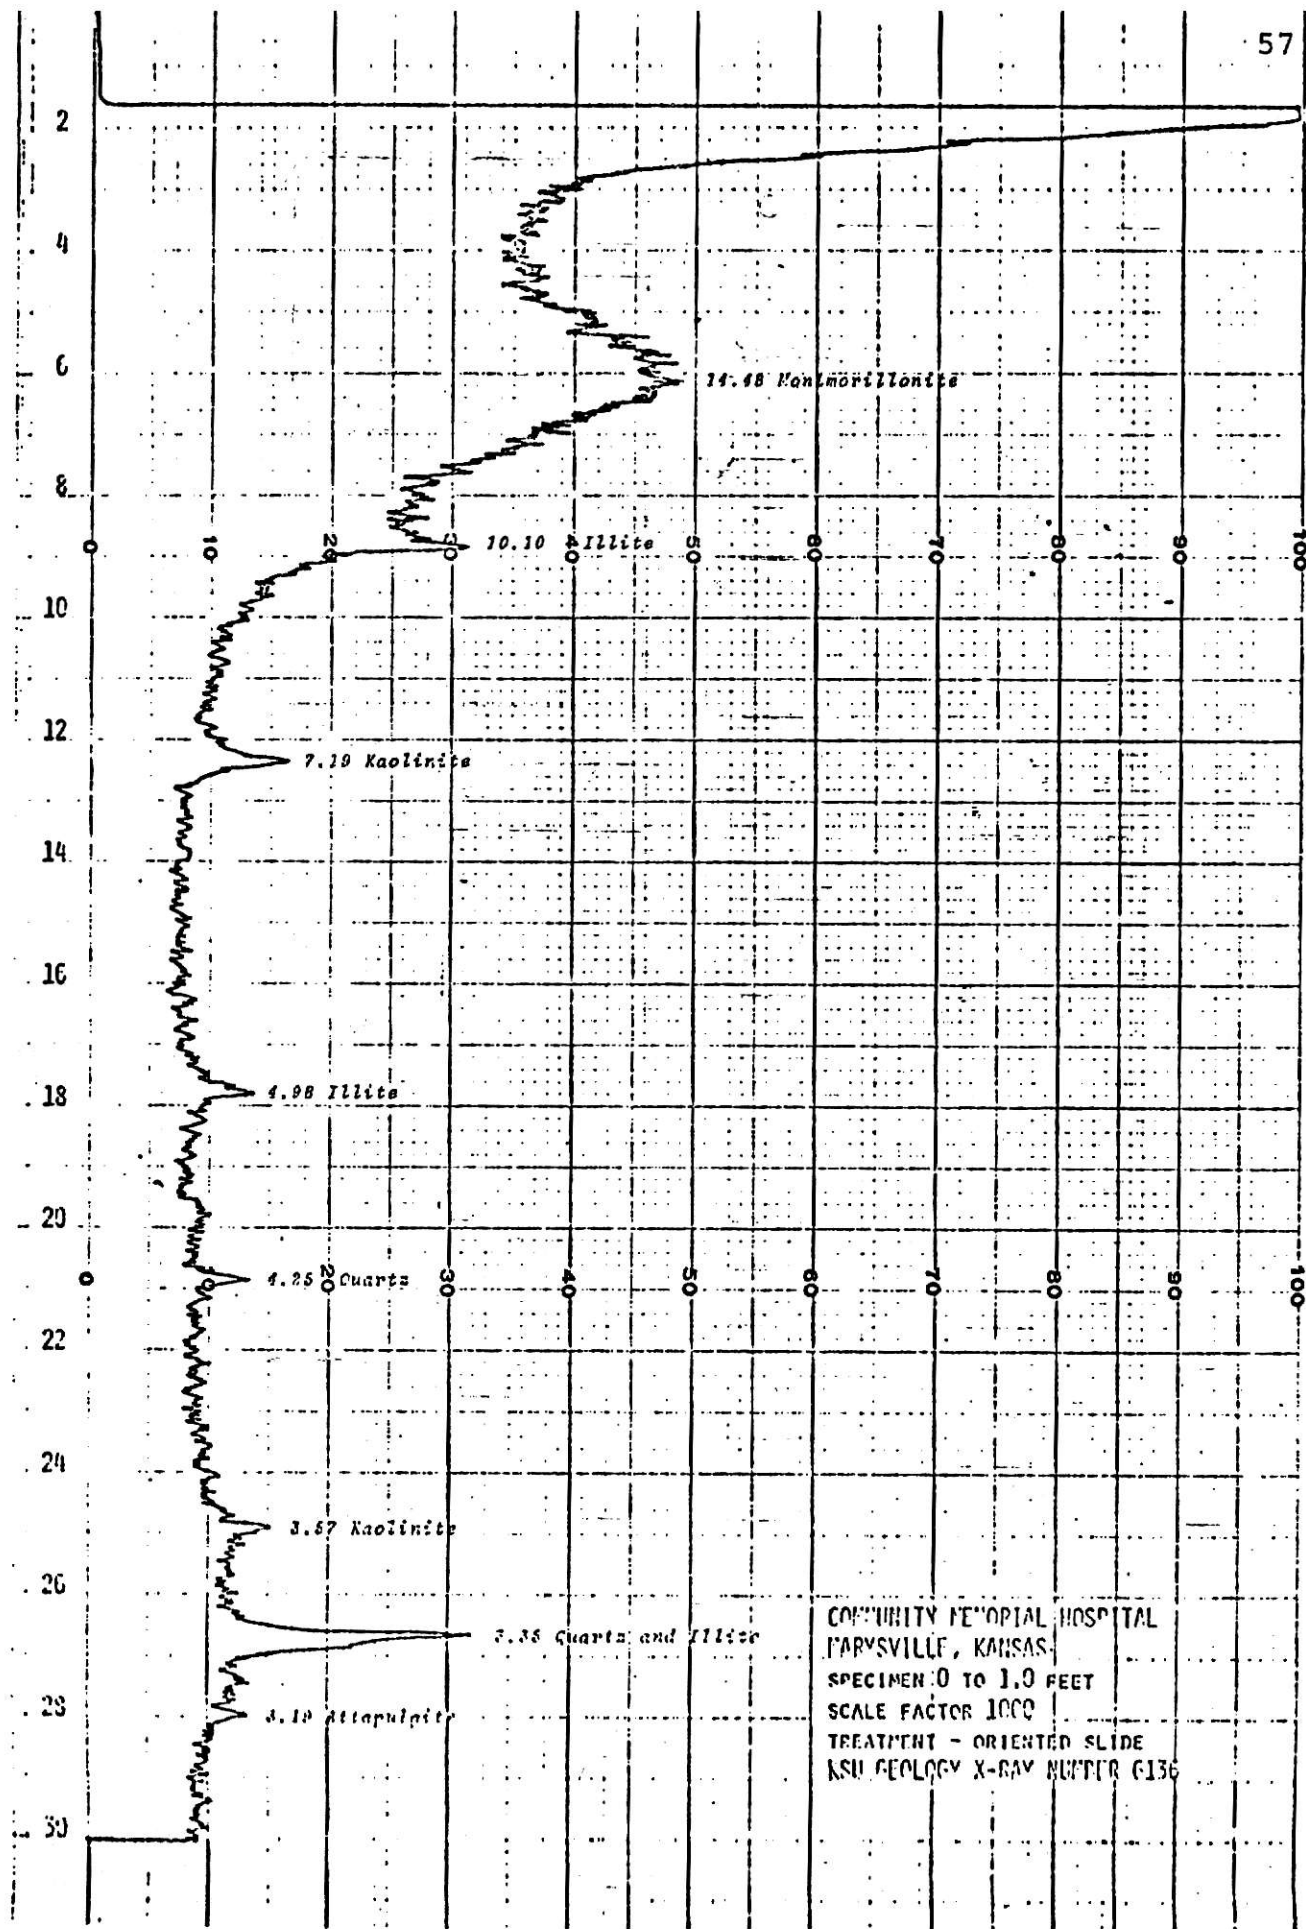 57
2
4
14.48 Montmorillonite
6
8
0 10 20 30 40 50 60 70 80 90 100
10.10 Illite
10
12
7.19 Kaolinite
14
16
4.98 Illite
18
20
0 10 20 30 40 50 60 70 80 90 100
4.25 Quartz
22
24
3.57 Kaolinite
26
3.35 Quartz and Illite
28
3.19 Attapulgite
30
COMMUNITY MEMORIAL HOSPITAL
MARYSVILLE, KANSAS
SPECIMEN 0 TO 1.0 FEET
SCALE FACTOR 1000
TREATMENT - ORIENTED SLIDE
KSU GEOLOGY X-RAY NUMBER G136